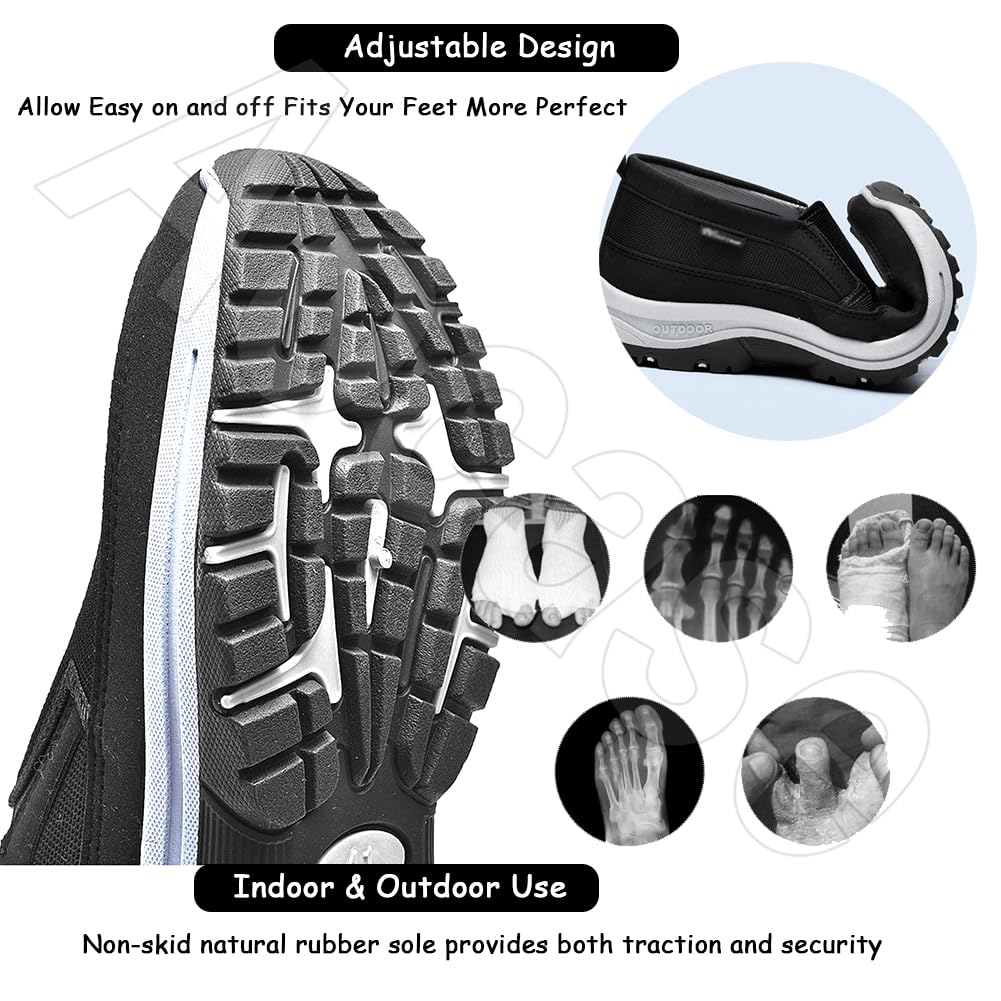 Adjustable Design
Allow Easy on and off Fits Your Feet More Perfect
OUTDOOR
41
Indoor & Outdoor Use
Non-skid natural rubber sole provides both traction and security